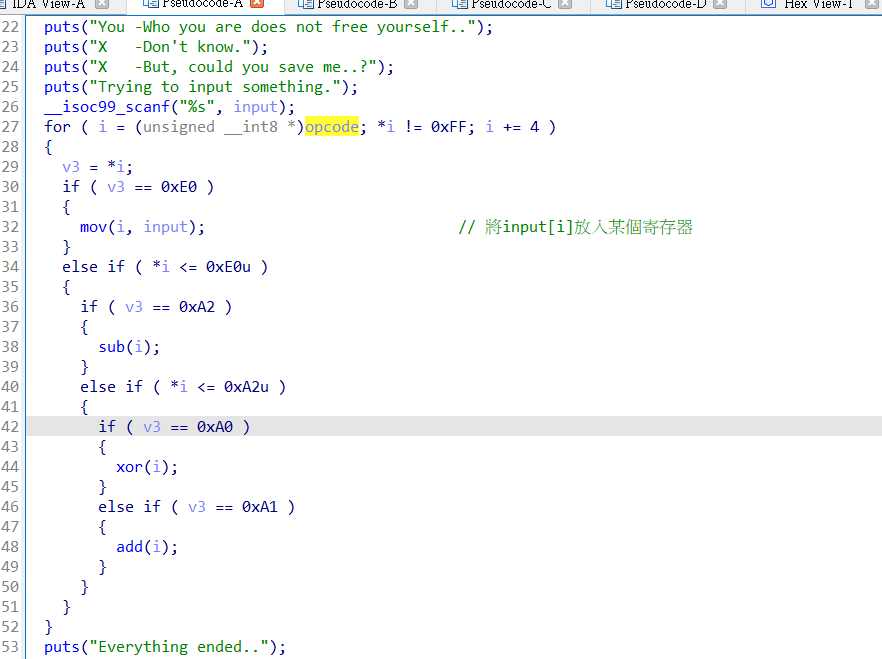 IDA View-A Pseudocode-A Pseudocode-B Pseudocode-C Pseudocode-D Hex View-1
22 puts("You -Who you are does not free yourself..");
23 puts("X   -Don't know.");
24 puts("X   -But, could you save me..?");
25 puts("Trying to input something.");
26 __isoc99_scanf("%s", input);
27 for ( i = (unsigned __int8 *)opcode; *i != 0xFF; i += 4 )
28 {
29   v3 = *i;
30   if ( v3 == 0xE0 )
31   {
32     mov(i, input);                            // 將input[i]放入某個寄存器
33   }
34   else if ( *i <= 0xE0u )
35   {
36     if ( v3 == 0xA2 )
37     {
38       sub(i);
39     }
40     else if ( *i <= 0xA2u )
41     {
42       if ( v3 == 0xA0 )
43       {
44         xor(i);
45       }
46       else if ( v3 == 0xA1 )
47       {
48         add(i);
49       }
50     }
51   }
52 }
53 puts("Everything ended..");